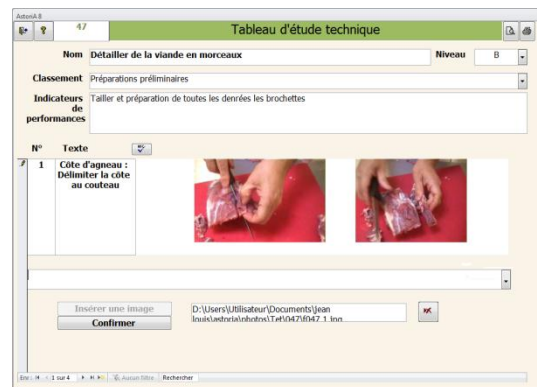 AstoriA 8
47 Tableau d'étude technique
Nom Détailler de la viande en morceaux Niveau B
Classement Préparations préliminaires
Indicateurs de performances Tailler et préparation de toutes les denrées les brochettes
N° Texte
1 Côte d'agneau :
Délimiter la côte
au couteau
Insérer une image
Confirmer
D:\Users\Utilisateur\Documents\jean
louis\astoria\photos\Tet\047\f047 1.jpg
Enr : 1 sur 4 Aucun filtre Rechercher